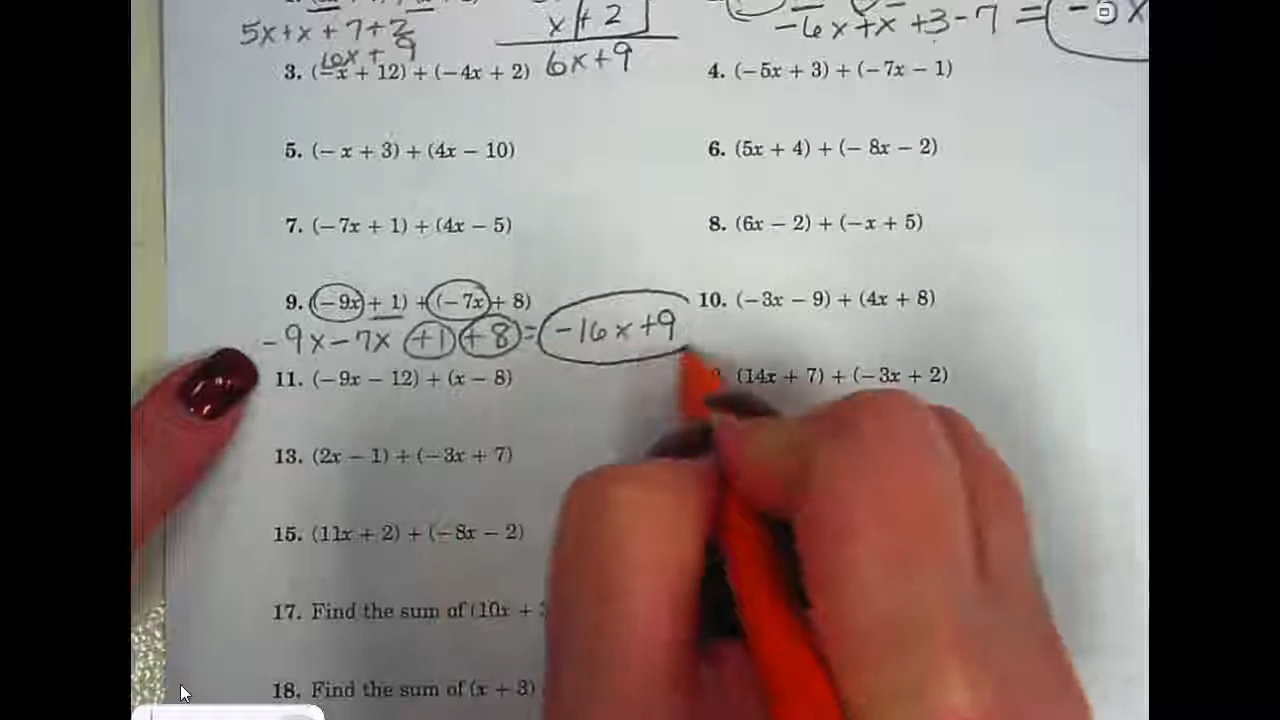 5x+x+7+2
6x+9
x+2
6x+9
-6x+x+3-7=-5x
3. (-x + 12) + (-4x + 2)
4. (-5x + 3) + (-7x - 1)
5. (- x + 3) + (4x - 10)
6. (5x + 4) + (- 8x - 2)
7. (-7x + 1) + (4x - 5)
8. (6x - 2) + (-x + 5)
9. (-9x + 1) + (-7x + 8)
-9x-7x +1 +8 = -16x+9
10. (-3x - 9) + (4x + 8)
11. (-9x - 12) + (x - 8)
(14x + 7) + (-3x + 2)
13. (2x - 1) + (-3x + 7)
15. (11x + 2) + (-8x - 2)
17. Find the sum of (10x +
18. Find the sum of (x + 3)